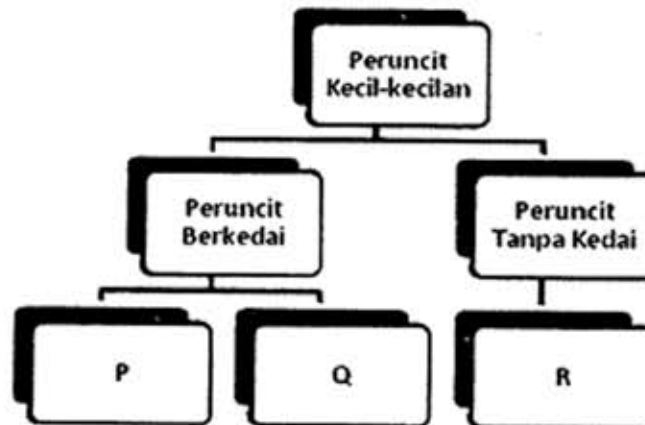 Peruncit
Kecil-kecilan
Peruncit
Berkedai
Peruncit
Tanpa Kedai
P
Q
R